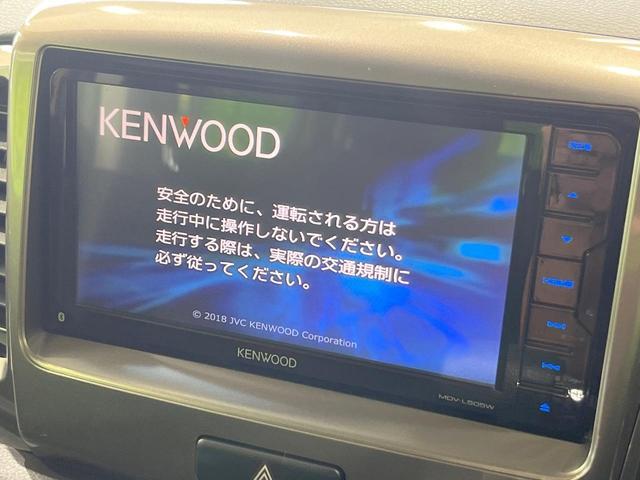 KENWOOD
安全のために、運転される方は
走行中に操作しないでください。
走行する際は、実際の交通規制に
必ず従ってください。
© 2018 JVC KENWOOD Corporation
KENWOOD
MDV-L505W